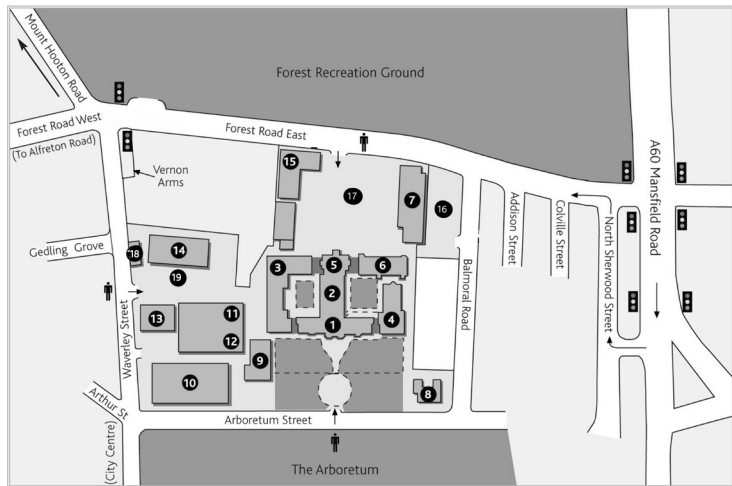 Mount Hooton Road
Forest Recreation Ground
Forest Road West
(To Alfreton Road)
Forest Road East
A60 Mansfield Road
Vernon
Arms
15
17
7
16
Addison Street
Colville Street
North Sherwood Street
Gedling Grove
18
14
19
3
5
6
2
Balmoral Road
Waverley Street
13
11
12
1
4
9
10
8
Arthur St
(City Centre)
Arboretum Street
The Arboretum